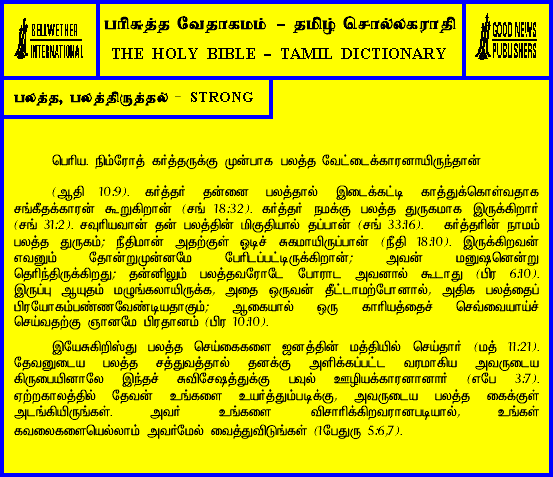 BELLWETHER
INTERNATIONAL
பரிசுத்த வேதாகமம் - தமிழ் சொல்லகராதி
THE HOLY BIBLE - TAMIL DICTIONARY
GOOD NEWS
PUBLISHERS
பலத்த, பலத்திருத்தல் - STRONG
பெரிய. நிம்ரோத் கர்த்தருக்கு முன்பாக பலத்த வேட்டைக்காரனாயிருந்தான்
(ஆதி 10:9). கர்த்தர் தன்னை பலத்தால் இடைக்கட்டி காத்துக்கொள்வதாக
சங்கீதக்காரன் கூறுகிறான் (சங் 18:32). கர்த்தர் நமக்கு பலத்த துருகமாக இருக்கிறார்
(சங் 31:2). சவுரியவான் தன் பலத்தின் மிகுதியால் தப்பான் (சங் 33:16). கர்த்தரின் நாமம்
பலத்த துருகம்; நீதிமான் அதற்குள் ஓடிச் சுகமாயிருப்பான் (நீதி 18:10). இருக்கிறவன்
எவனும் தோன்றுமுன்னமே பேரிடப்பட்டிருக்கிறான்; அவன் மனுஷனென்று
தெரிந்திருக்கிறது; தன்னிலும் பலத்தவரோடே போராட அவனால் கூடாது (பிர 6:10).
இருப்பு ஆயுதம் மழுங்கலாயிருக்க, அதை ஒருவன் தீட்டாமற்போனால், அதிக பலத்தைப்
பிரயோகம்பண்ணவேண்டியதாகும்; ஆகையால் ஒரு காரியத்தைச் செவ்வையாய்ச்
செய்வதற்கு ஞானமே பிரதானம் (பிர 10:10).
இயேசுகிறிஸ்து பலத்த செய்கைகளை ஜனத்தின் மத்தியில் செய்தார் (மத் 11:21).
தேவனுடைய பலத்த சத்துவத்தால் தனக்கு அளிக்கப்பட்ட வரமாகிய அவருடைய
கிருபையினாலே இந்தச் சுவிசேஷத்துக்கு பவுல் ஊழியக்காரனானார் (எபே 3:7).
ஏற்றகாலத்தில் தேவன் உங்களை உயர்த்தும்படிக்கு, அவருடைய பலத்த கைக்குள்
அடங்கியிருங்கள். அவர் உங்களை விசாரிக்கிறவரானபடியால், உங்கள்
கவலைகளையெல்லாம் அவர்மேல் வைத்துவிடுங்கள் (1பேதுரு 5:6,7).